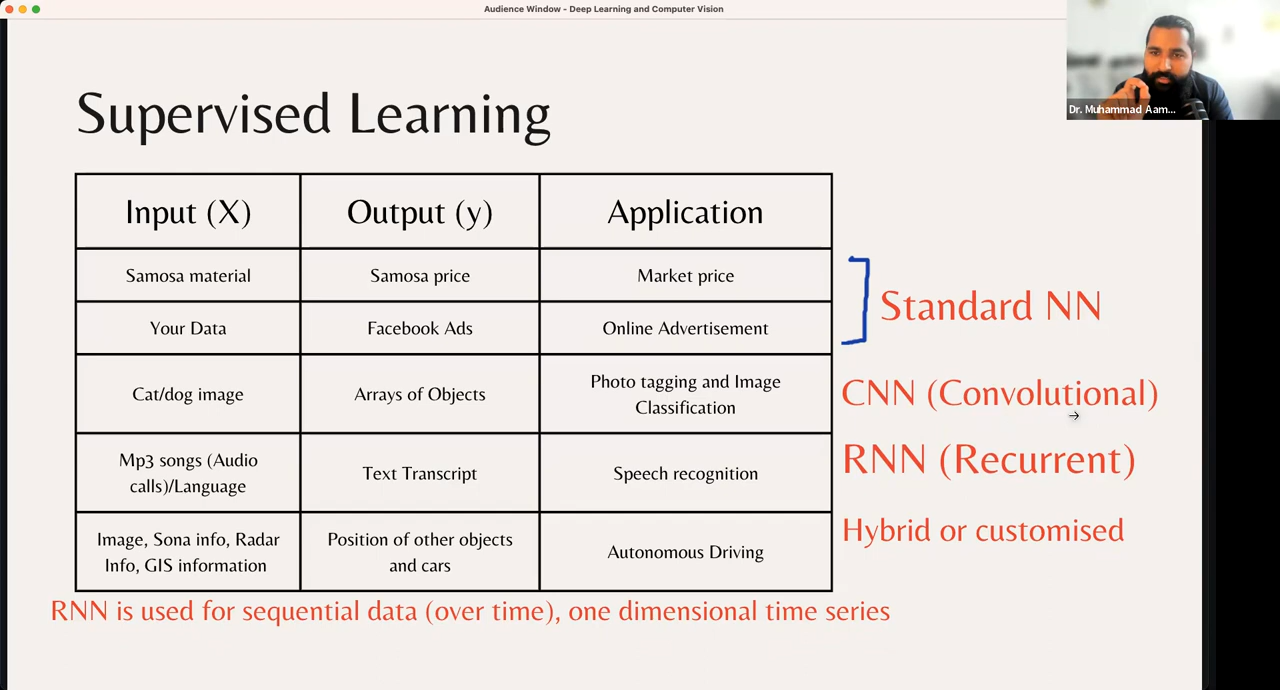 Audience Window - Deep Learning and Computer Vision
Dr. Muhammad Aam...
Supervised Learning
Input (X)
Output (y)
Application
Samosa material
Samosa price
Market price
Your Data
Facebook Ads
Online Advertisement
Standard NN
Cat/dog image
Arrays of Objects
Photo tagging and Image
Classification
CNN (Convolutional)
Mp3 songs (Audio
calls)/Language
Text Transcript
Speech recognition
RNN (Recurrent)
Image, Sona info, Radar
Info, GIS information
Position of other objects
and cars
Autonomous Driving
Hybrid or customised
RNN is used for sequential data (over time), one dimensional time series